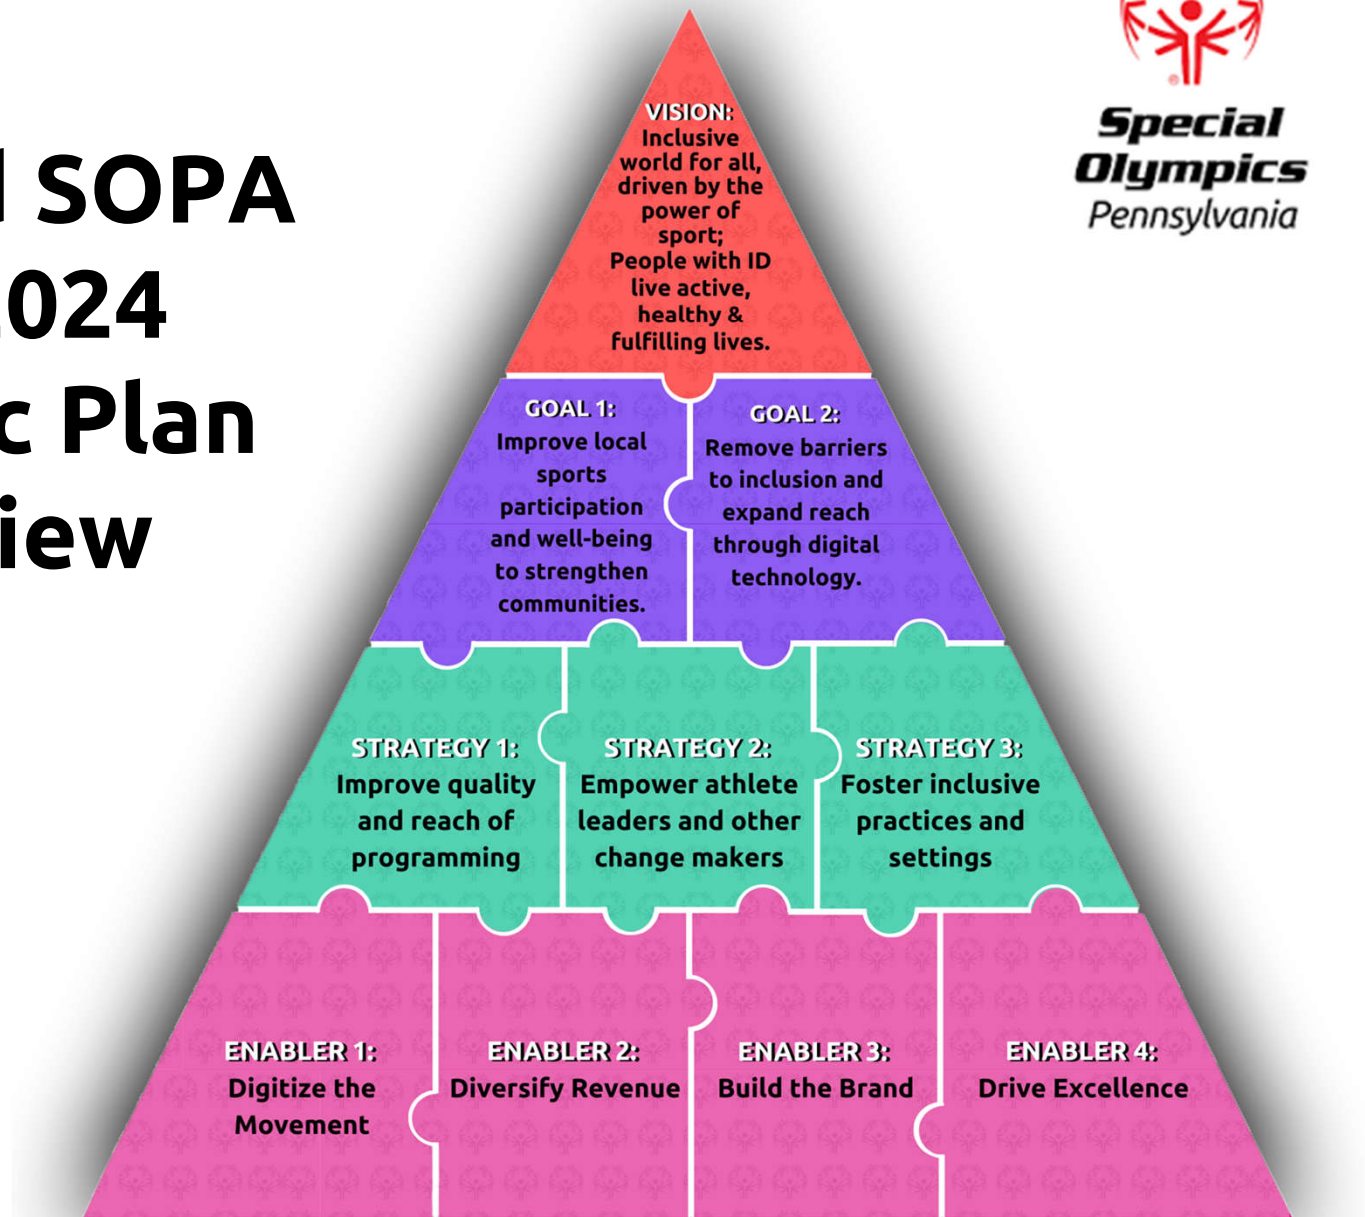 SOPA
2024
Plan
VISION:
Inclusive
world for all,
driven by the
power of
sport;
People with ID
live active,
healthy &
fulfilling lives.
Special
Olympics
Pennsylvania
GOAL 1:
Improve local
sports
participation
and well-being
to strengthen
communities.
GOAL 2:
Remove barriers
to inclusion and
expand reach
through digital
technology.
STRATEGY 1:
Improve quality
and reach of
programming
STRATEGY 2:
Empower athlete
leaders and other
change makers
STRATEGY 3:
Foster inclusive
practices and
settings
ENABLER 1:
Digitize the
Movement
ENABLER 2:
Diversify Revenue
ENABLER 3:
Build the Brand
ENABLER 4:
Drive Excellence